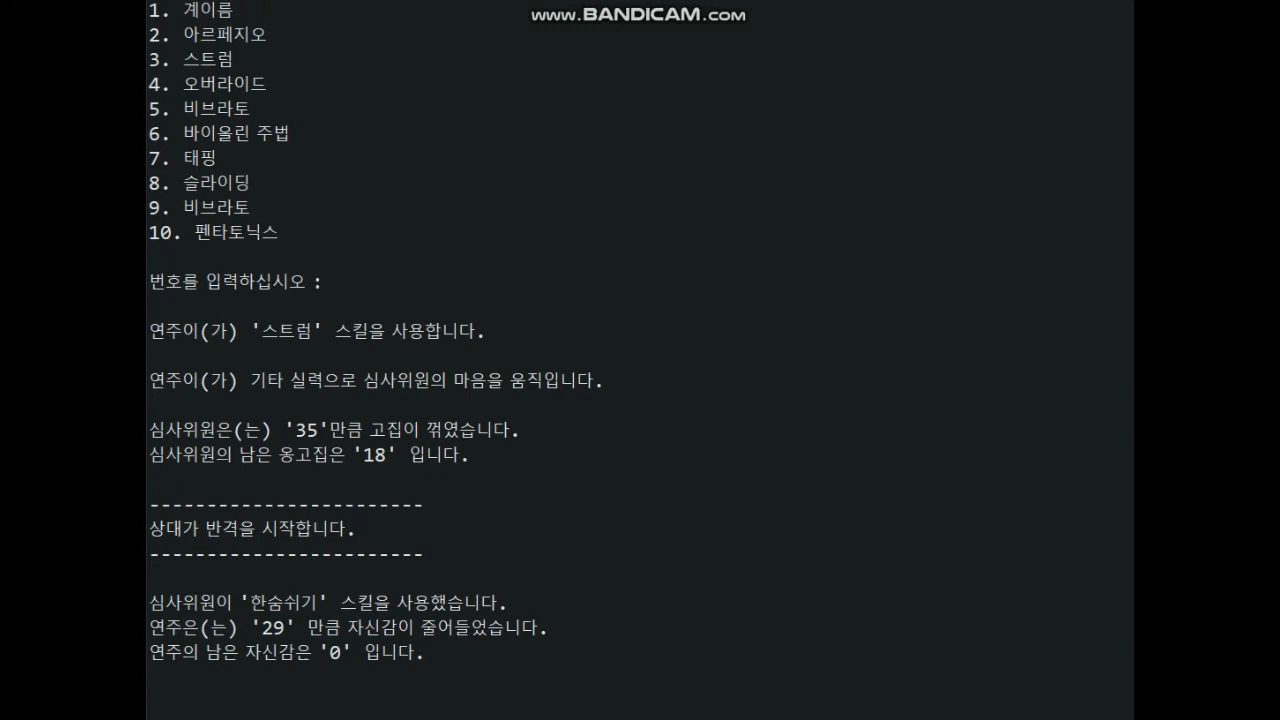 www.BANDICAM.com
1. 계이름
2. 아르페지오
3. 스트럼
4. 오버라이드
5. 비브라토
6. 바이올린 주법
7. 태핑
8. 슬라이딩
9. 비브라토
10. 펜타토닉스
번호를 입력하십시오 :
연주이(가) '스트럼' 스킬을 사용합니다.
연주이(가) 기타 실력으로 심사위원의 마음을 움직입니다.
심사위원은(는) '35'만큼 고집이 꺾였습니다.
심사위원의 남은 옹고집은 '18' 입니다.
------------------------
상대가 반격을 시작합니다.
------------------------
심사위원이 '한숨쉬기' 스킬을 사용했습니다.
연주은(는) '29' 만큼 자신감이 줄어들었습니다.
연주의 남은 자신감은 '0' 입니다.